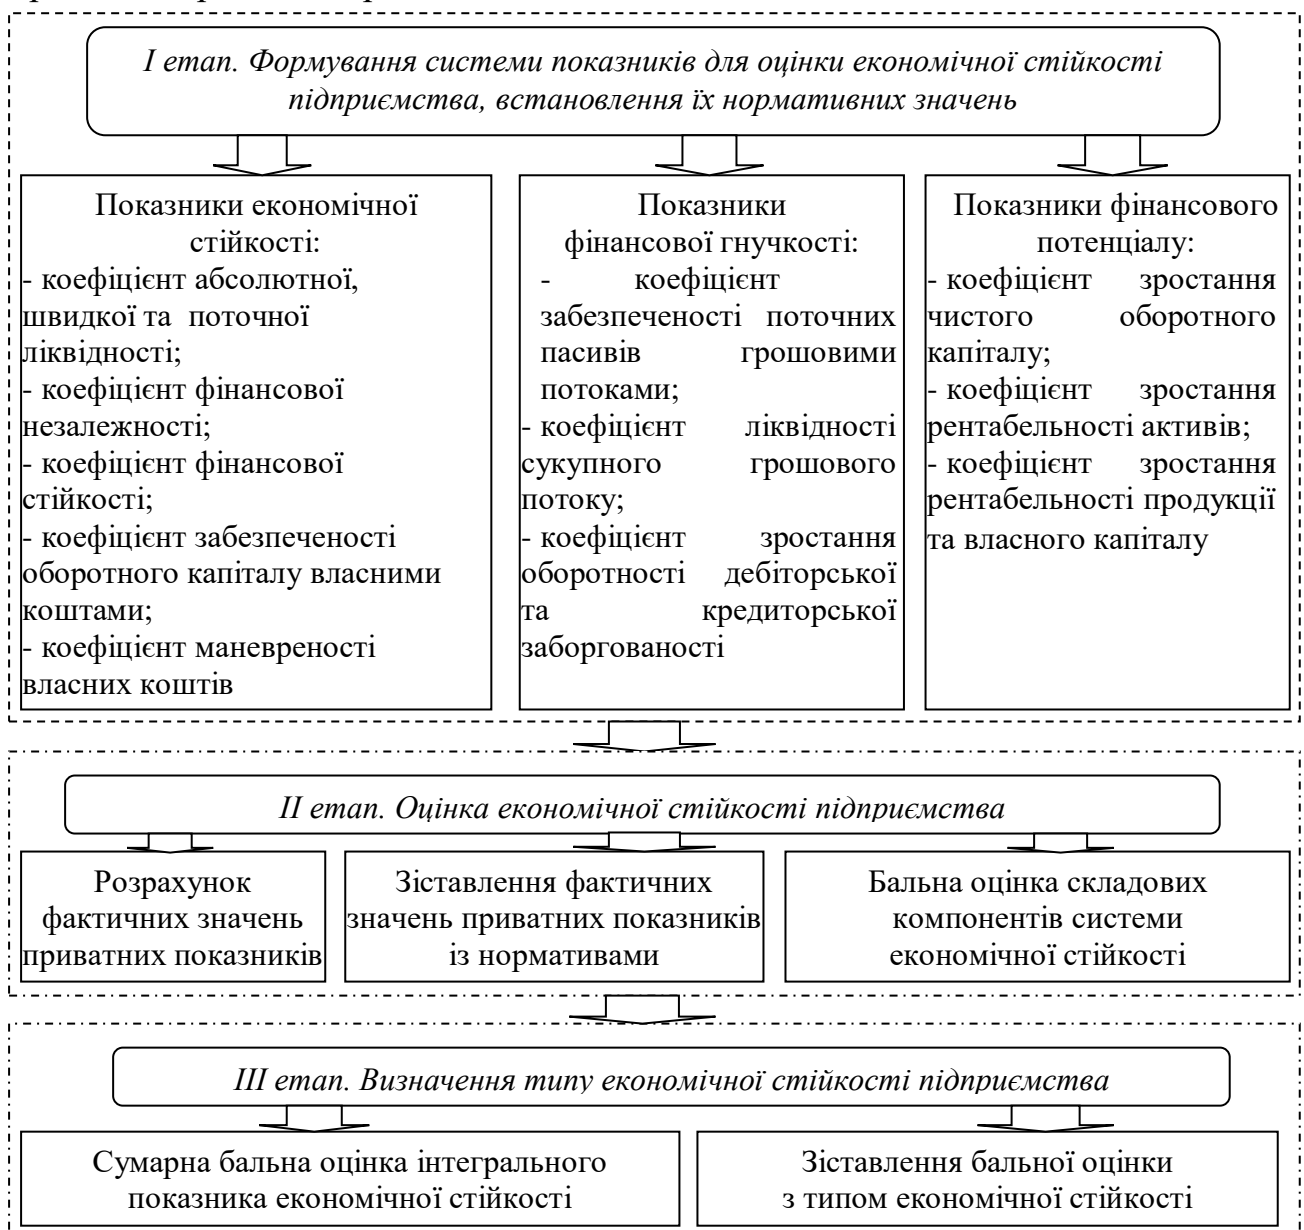 І етап. Формування системи показників для оцінки економічної стійкості
підприємства, встановлення їх нормативних значень
Показники економічної
стійкості:
- коефіцієнт абсолютної,
швидкої та поточної
ліквідності;
- коефіцієнт фінансової
незалежності;
- коефіцієнт фінансової
стійкості;
- коефіцієнт забезпеченості
оборотного капіталу власними
коштами;
- коефіцієнт маневреності
власних коштів
Показники
фінансової гнучкості:
- коефіцієнт
забезпеченості поточних
пасивів грошовими
потоками;
- коефіцієнт ліквідності
сукупного грошового
потоку;
- коефіцієнт зростання
оборотності дебіторської
та кредиторської
заборгованості
Показники фінансового
потенціалу:
- коефіцієнт зростання
чистого оборотного
капіталу;
- коефіцієнт зростання
рентабельності активів;
- коефіцієнт зростання
рентабельності продукції
та власного капіталу
ІІ етап. Оцінка економічної стійкості підприємства
Розрахунок
фактичних значень
приватних показників
Зіставлення фактичних
значень приватних показників
із нормативами
Бальна оцінка складових
компонентів системи
економічної стійкості
ІІІ етап. Визначення типу економічної стійкості підприємства
Сумарна бальна оцінка інтегрального
показника економічної стійкості
Зіставлення бальної оцінки
з типом економічної стійкості